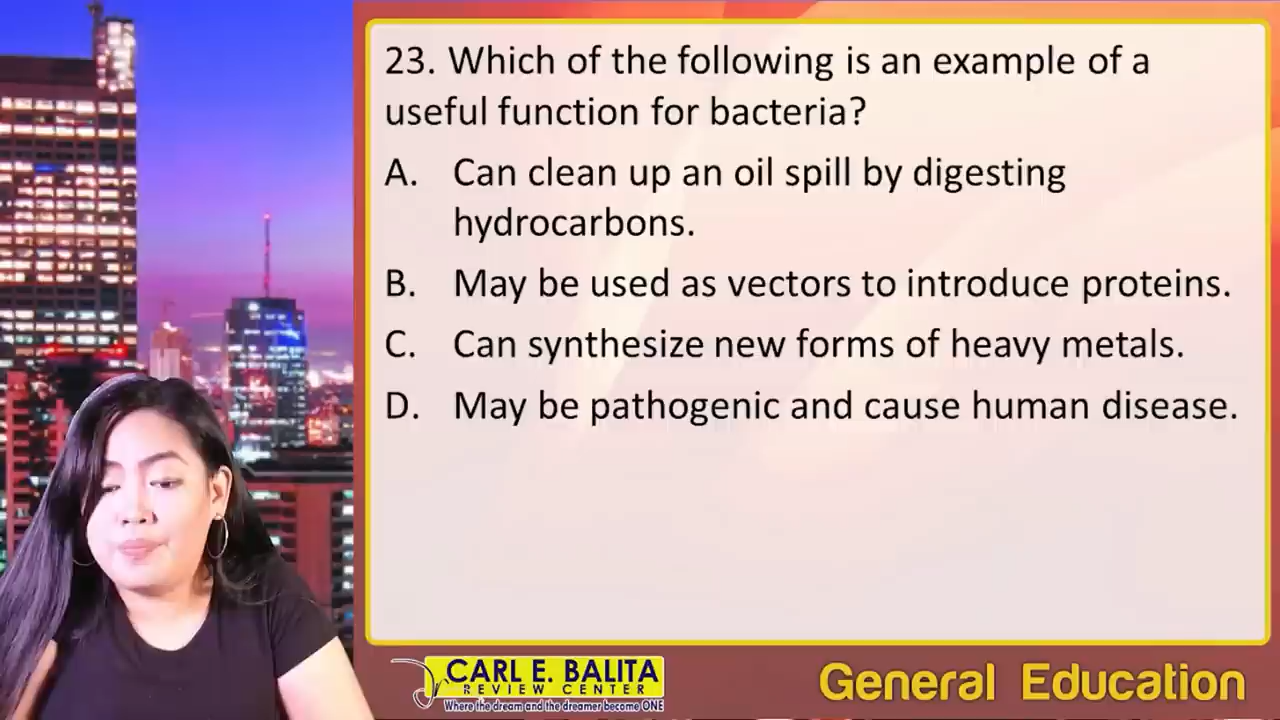 23. Which of the following is an example of a
useful function for bacteria?
A. Can clean up an oil spill by digesting
hydrocarbons.
B. May be used as vectors to introduce proteins.
C. Can synthesize new forms of heavy metals.
D. May be pathogenic and cause human disease.
CARL E. BALITA
REVIEW CENTER
Where the dream and the dreamer become ONE
General Education